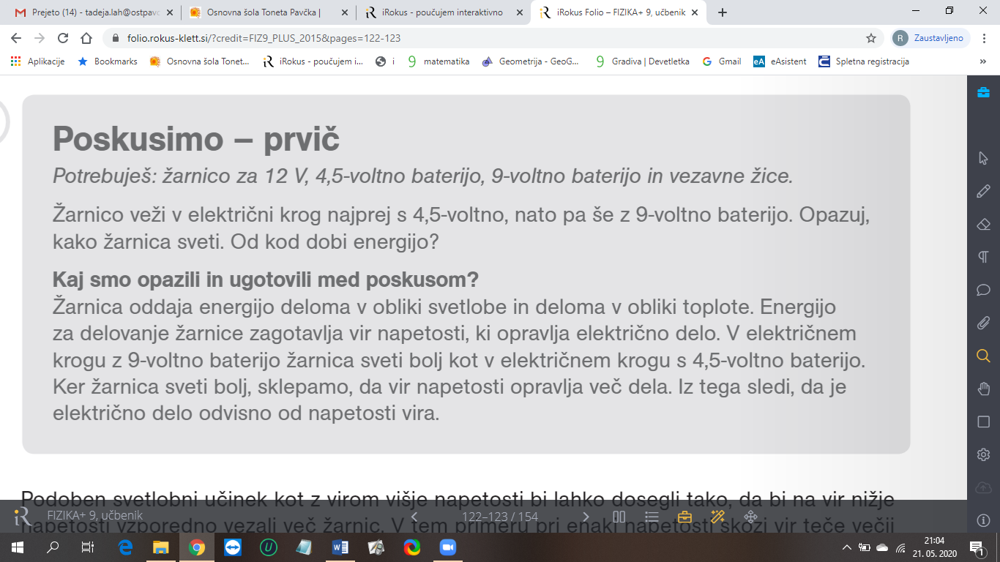 Prejeto (14) - tadeja.lah@ostpavc
Osnovna šola Toneta Pavčka |
iRokus - poučujem interaktivno
iRokus Folio – FIZIKA+ 9, učbenik
folio.rokus-klett.si/?credit=FIZ9_PLUS_2015&pages=122-123
R Zaustavljeno
Aplikacije
Bookmarks
Osnovna šola Tonet...
iRokus - poučujem i...
i
matematika
Geometrija - GeoG...
Gradiva | Devetletka
Gmail
eA eAsistent
Spletna registracija
»
Poskusimo – prvič
Potrebuješ: žarnico za 12 V, 4,5-voltno baterijo, 9-voltno baterijo in vezavne žice.
Žarnico veži v električni krog najprej s 4,5-voltno, nato pa še z 9-voltno baterijo. Opazuj,
kako žarnica sveti. Od kod dobi energijo?
Kaj smo opazili in ugotovili med poskusom?
Žarnica oddaja energijo deloma v obliki svetlobe in deloma v obliki toplote. Energijo
za delovanje žarnice zagotavlja vir napetosti, ki opravlja električno delo. V električnem
krogu z 9-voltno baterijo žarnica sveti bolj kot v električnem krogu s 4,5-voltno baterijo.
Ker žarnica sveti bolj, sklepamo, da vir napetosti opravlja več dela. Iz tega sledi, da je
električno delo odvisno od napetosti vira.
Podoben svetlobni učinek kot z virom višje napetosti bi lahko dosegli tako, da bi na vir nižje
napetosti vzporedno vezali več žarnic. V tem primeru pri enaki napetosti skozi vir teče večji
iR FIZIKA+ 9, učbenik
122–123 / 154
21:04
21. 05. 2020
1